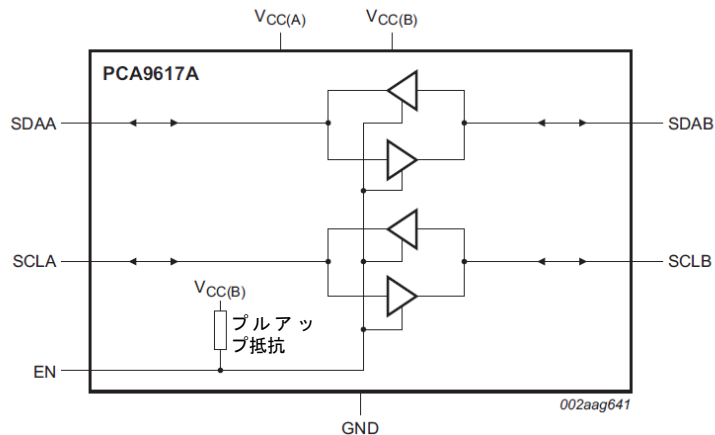 VCC(A)
VCC(B)
PCA9617A
SDAA
SDAB
SCLA
SCLB
VCC(B)
プルアッ
プ抵抗
EN
002aag641
GND